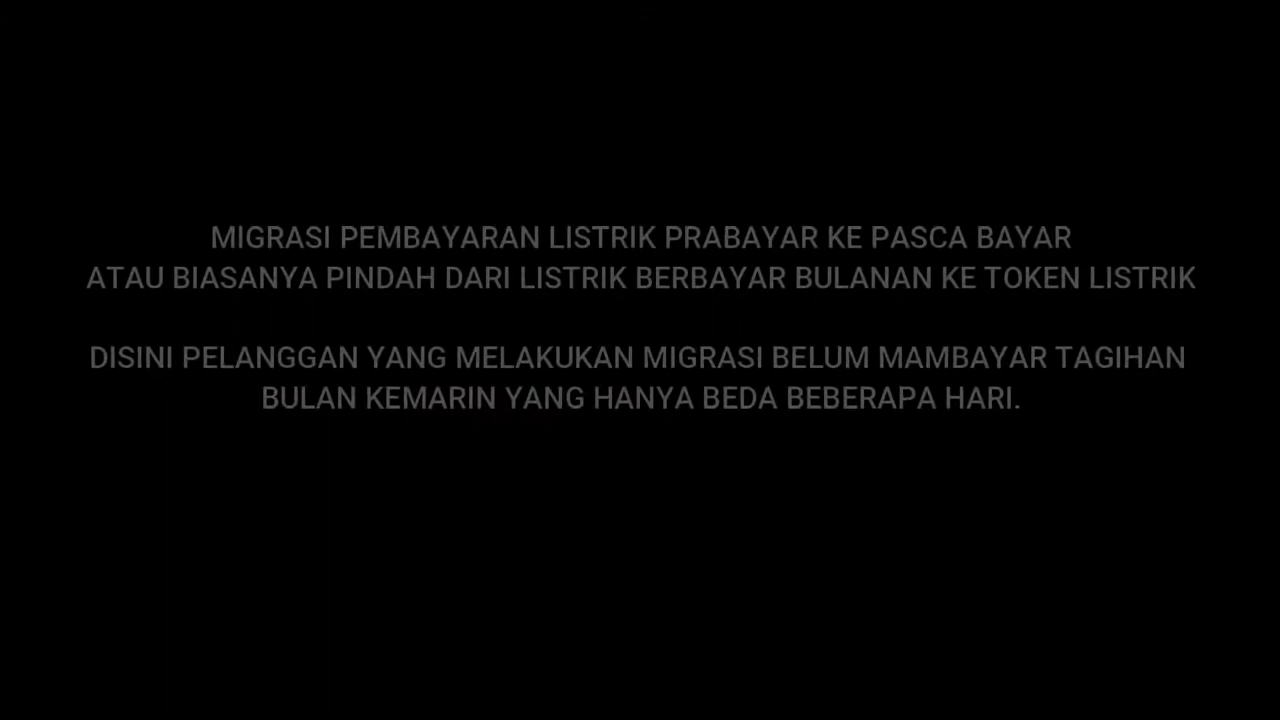 MIGRASI PEMBAYARAN LISTRIK PRABAYAR KE PASCA BAYAR
ATAU BIASANYA PINDAH DARI LISTRIK BERBAYAR BULANAN KE TOKEN LISTRIK
DISINI PELANGGAN YANG MELAKUKAN MIGRASI BELUM MAMBAYAR TAGIHAN
BULAN KEMARIN YANG HANYA BEDA BEBERAPA HARI.